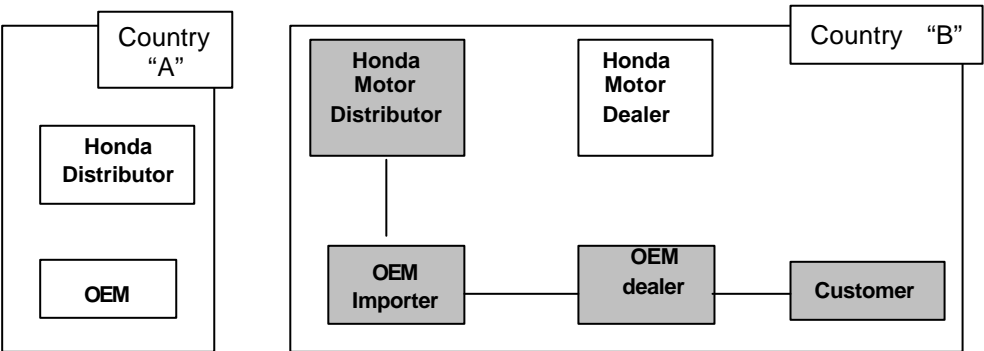 Country
“A”
Honda
Distributor
OEM
Country “B”
Honda
Motor
Distributor
Honda
Motor
Dealer
OEM
Importer
OEM
dealer
Customer